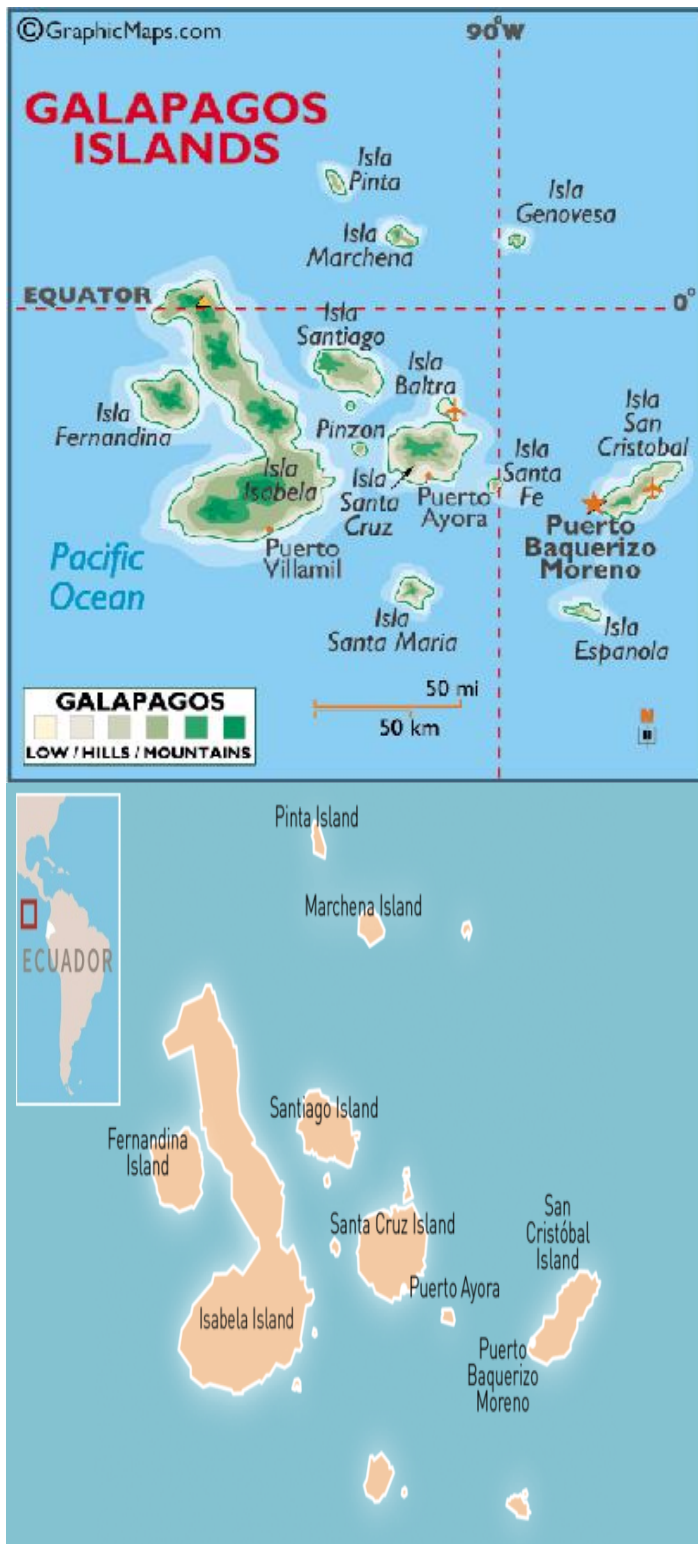 ©GraphicMaps.com
90°W
GALAPAGOS
ISLANDS
Isla
Pinta
Isla
Genovesa
Isla
Marchena
EQUATOR
0°
Isla
Santiago
Isla
Baltra
Isla
Fernandina
Pinzon
Isla
San
Cristobal
Isla
Isabela
Isla
Santa
Cruz
Isla
Santa
Fe
Puerto
Ayora
Puerto
Baquerizo
Moreno
Puerto
Villamil
Pacific
Ocean
Isla
Santa Maria
Isla
Espanola
GALAPAGOS
LOW / HILLS / MOUNTAINS
50 mi
50 km
N
Pinta Island
Marchena Island
ECUADOR
Santiago Island
Fernandina
Island
Santa Cruz Island
San
Cristóbal
Island
Puerto Ayora
Isabela Island
Puerto
Baquerizo
Moreno